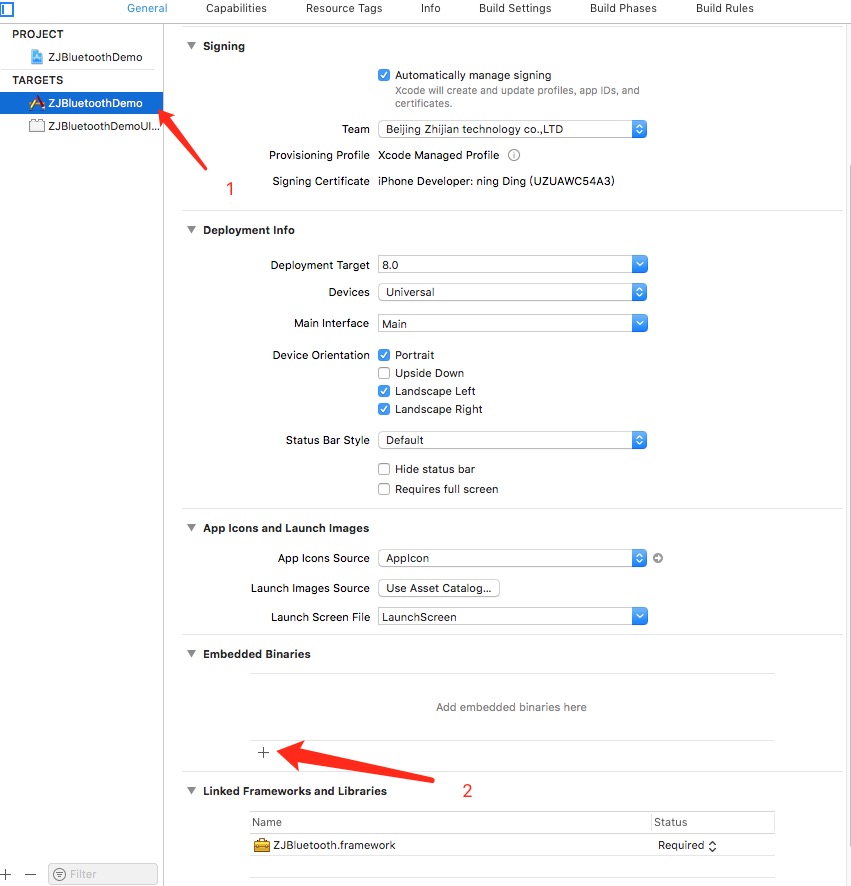 General Capabilities Resource Tags Info Build Settings Build Phases Build Rules
PROJECT
ZJBluetoothDemo
TARGETS
ZJBluetoothDemo
ZJBluetoothDemoUI...
1
Signing
Automatically manage signing
Xcode will create and update profiles, app IDs, and
certificates.
Team Beijing Zhijian technology co.,LTD
Provisioning Profile Xcode Managed Profile
Signing Certificate iPhone Developer: ning Ding (UZUAWC54A3)
Deployment Info
Deployment Target 8.0
Devices Universal
Main Interface Main
Device Orientation Portrait
Upside Down
Landscape Left
Landscape Right
Status Bar Style Default
Hide status bar
Requires full screen
App Icons and Launch Images
App Icons Source AppIcon
Launch Images Source Use Asset Catalog...
Launch Screen File LaunchScreen
Embedded Binaries
Add embedded binaries here
+
2
Linked Frameworks and Libraries
Name Status
ZJBluetooth.framework Required
+ − Filter